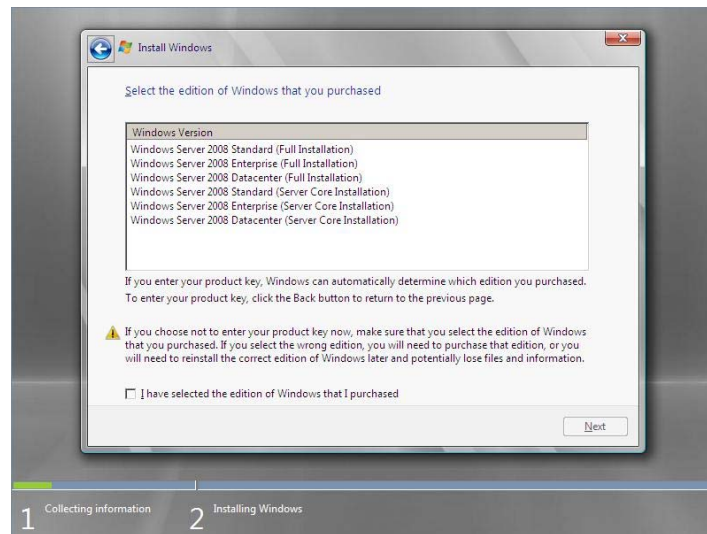 Install Windows
Select the edition of Windows that you purchased
Windows Version
Windows Server 2008 Standard (Full Installation)
Windows Server 2008 Enterprise (Full Installation)
Windows Server 2008 Datacenter (Full Installation)
Windows Server 2008 Standard (Server Core Installation)
Windows Server 2008 Enterprise (Server Core Installation)
Windows Server 2008 Datacenter (Server Core Installation)
If you enter your product key, Windows can automatically determine which edition you purchased.
To enter your product key, click the Back button to return to the previous page.
If you choose not to enter your product key now, make sure that you select the edition of Windows
that you purchased. If you select the wrong edition, you will need to purchase that edition, or you
will need to reinstall the correct edition of Windows later and potentially lose files and information.
I have selected the edition of Windows that I purchased
Next
1 Collecting information
2 Installing Windows